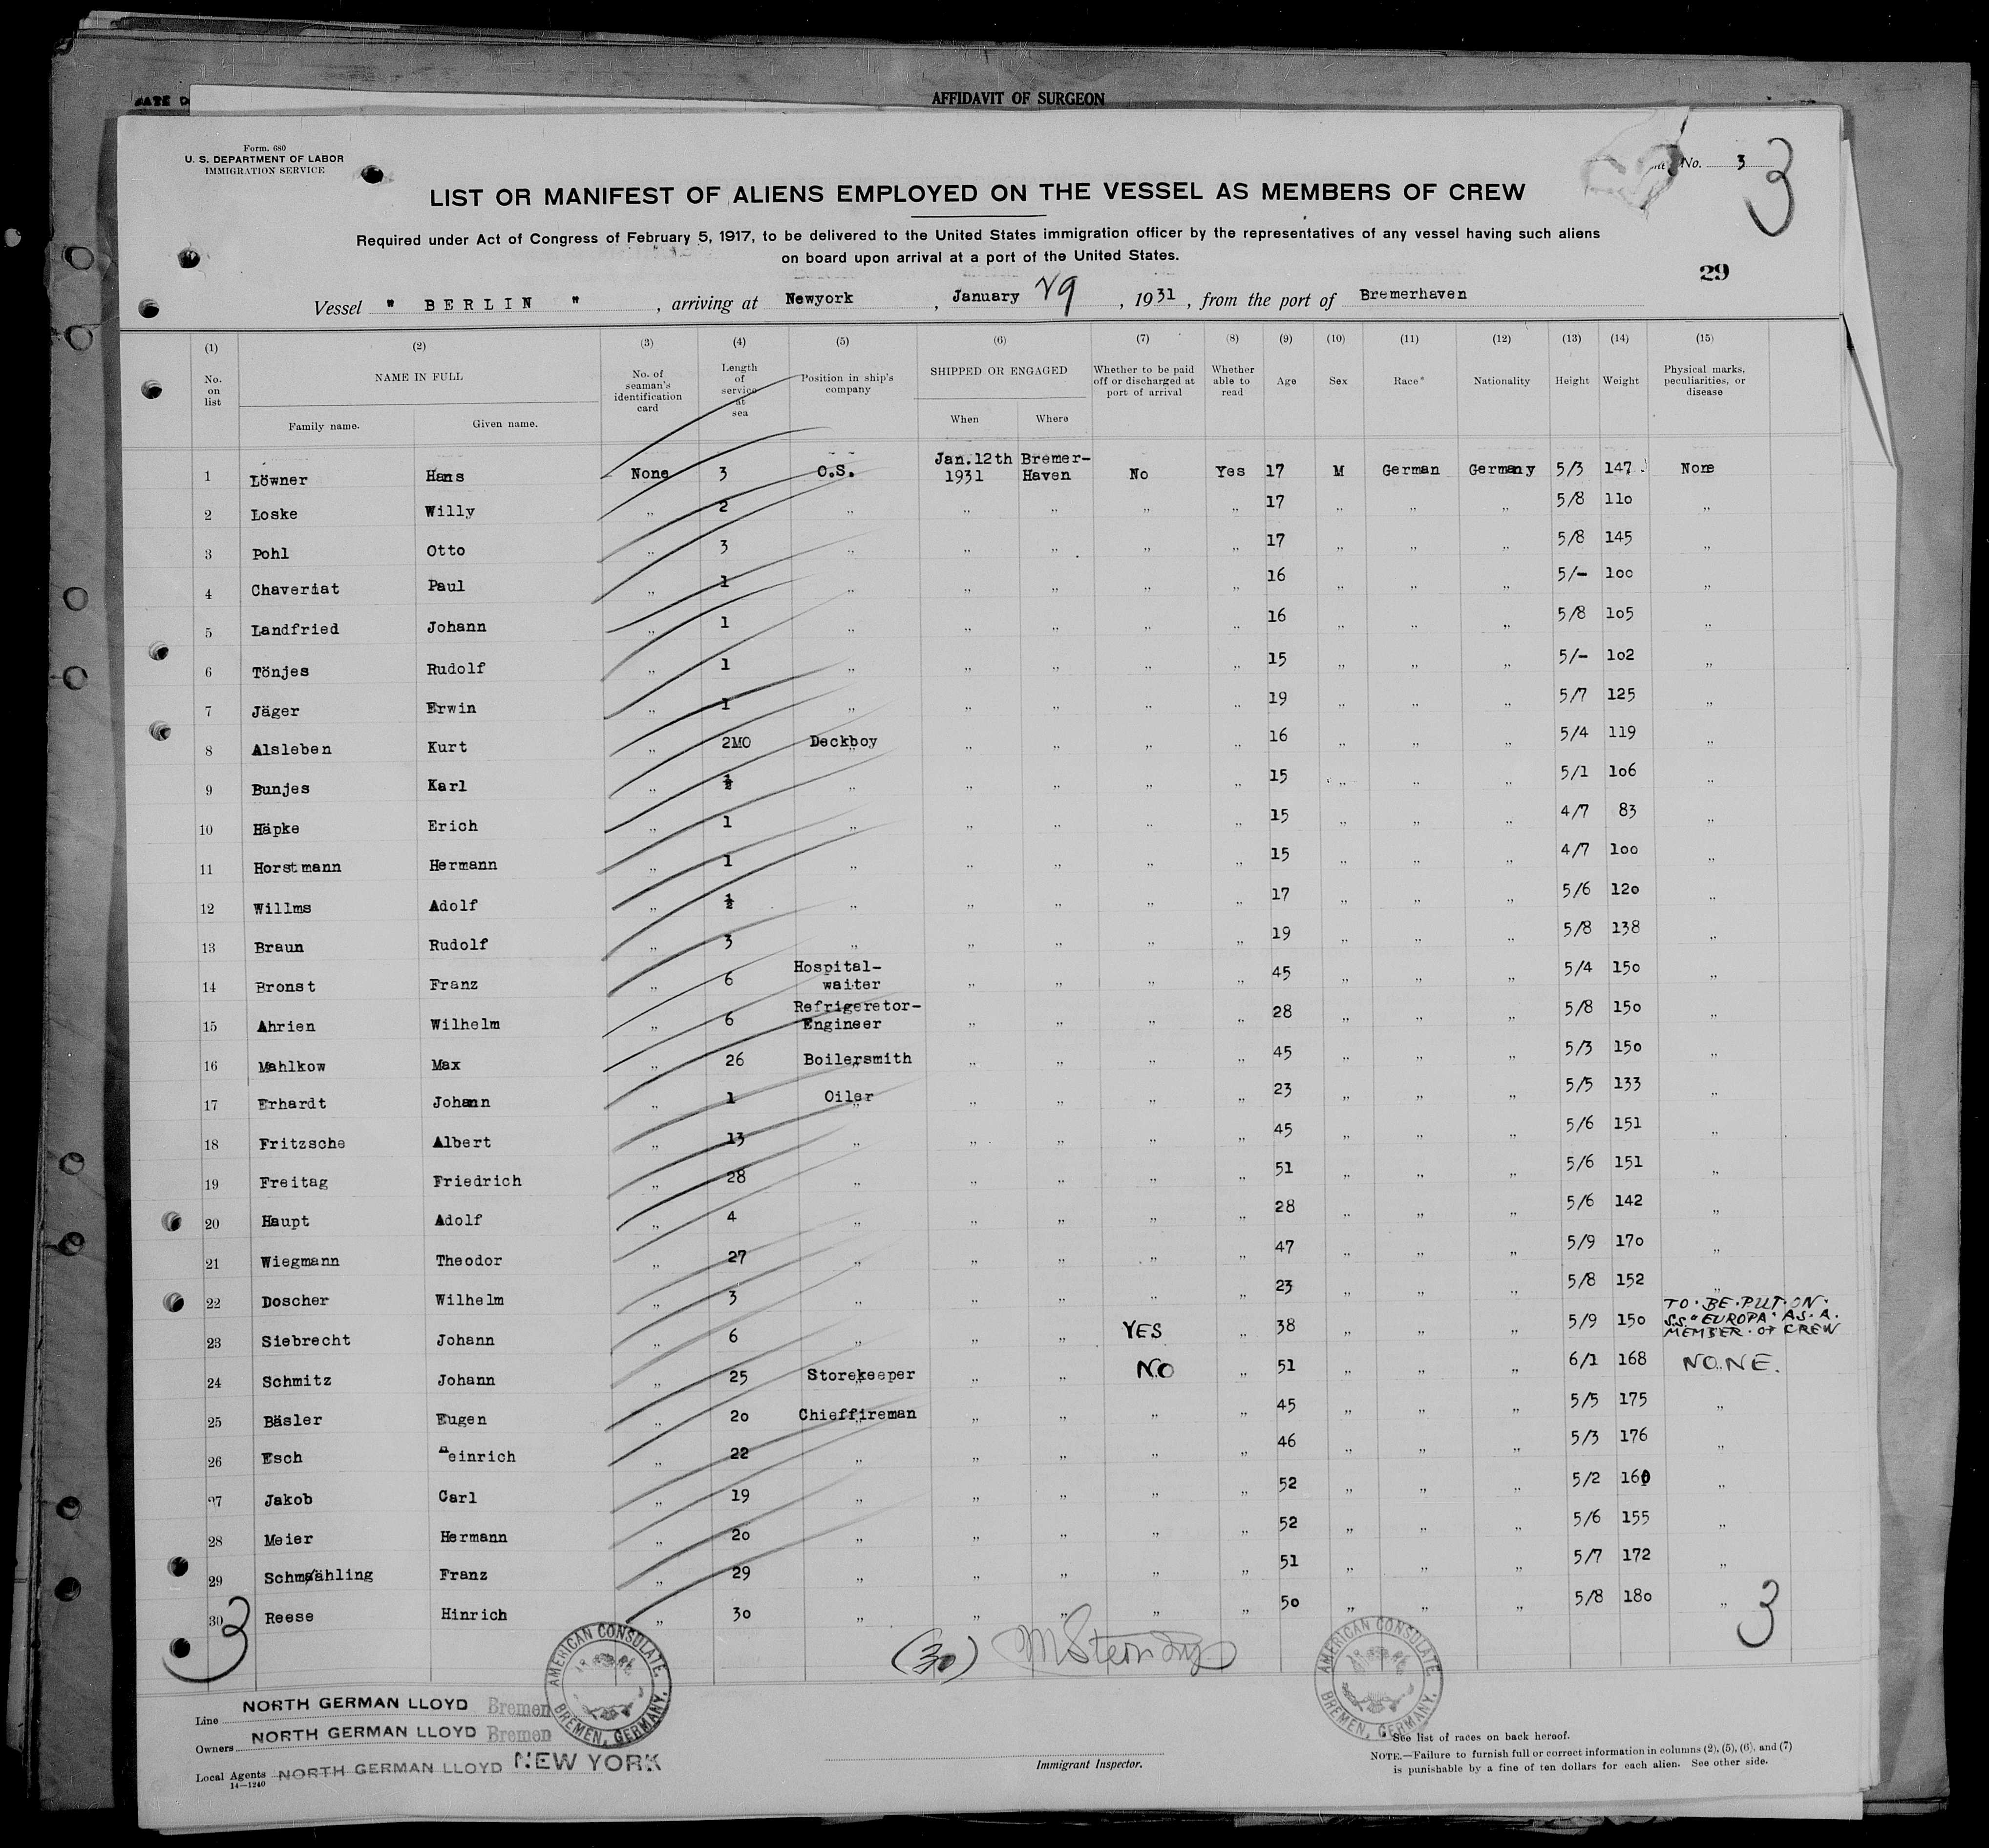 AFFIDAVIT OF SURGEON
Form. 680
U. S. DEPARTMENT OF LABOR
IMMIGRATION SERVICE
No. 3
3
LIST OR MANIFEST OF ALIENS EMPLOYED ON THE VESSEL AS MEMBERS OF CREW
Required under Act of Congress of February 5, 1917, to be delivered to the United States immigration officer by the representatives of any vessel having such aliens
on board upon arrival at a port of the United States.
29
Vessel " BERLIN " , arriving at Newyork , January 29 , 1931 , from the port of Bremerhaven
(1) (2) (3) (4) (5) (6) (7) (8) (9) (10) (11) (12) (13) (14) (15)
No. on list NAME IN FULL No. of seaman's identification card Length of service at sea Position in ship's company SHIPPED OR ENGAGED Whether to be paid off or discharged at port of arrival Whether able to read Age Sex Race* Nationality Height Weight Physical marks, peculiarities, or disease
Family name. Given name. When Where
1 Löwner Hans None 3 O.S. Jan.12th 1931 Bremer-Haven No Yes 17 M German Germany 5/3 147 None
2 Loske Willy „ 2 „ „ „ „ „ 17 „ „ „ 5/8 110 „
3 Pohl Otto „ 3 „ „ „ „ „ 17 „ „ „ 5/8 145 „
4 Chaveriat Paul „ 1 „ „ „ „ „ 16 „ „ „ 5/- 100 „
5 Landfried Johann „ 1 „ „ „ „ „ 16 „ „ „ 5/8 105 „
6 Tönjes Rudolf „ 1 „ „ „ „ „ 15 „ „ „ 5/- 102 „
7 Jäger Erwin „ 1 „ „ „ „ „ 19 „ „ „ 5/7 125 „
8 Alsleben Kurt „ 2MO Deckboy „ „ „ „ 16 „ „ „ 5/4 119 „
9 Bunjes Karl „ ½ „ „ „ „ „ 15 „ „ „ 5/1 106 „
10 Häpke Erich „ 1 „ „ „ „ „ 15 „ „ „ 4/7 83 „
11 Horstmann Hermann „ 1 „ „ „ „ „ 15 „ „ „ 4/7 100 „
12 Willms Adolf „ ½ „ „ „ „ „ 17 „ „ „ 5/6 120 „
13 Braun Rudolf „ 3 „ „ „ „ „ 19 „ „ „ 5/8 138 „
14 Bronst Franz „ 6 Hospital-waiter „ „ „ „ 45 „ „ „ 5/4 150 „
15 Ahrien Wilhelm „ 6 Refrigeretor-Engineer „ „ „ „ 28 „ „ „ 5/8 150 „
16 Mahlkow Max „ 26 Boilersmith „ „ „ „ 45 „ „ „ 5/3 150 „
17 Erhardt Johann „ 1 Oiler „ „ „ „ 23 „ „ „ 5/5 133 „
18 Fritzsche Albert „ 13 „ „ „ „ „ 45 „ „ „ 5/6 151 „
19 Freitag Friedrich „ 28 „ „ „ „ „ 51 „ „ „ 5/6 151 „
20 Haupt Adolf „ 4 „ „ „ „ „ 28 „ „ „ 5/6 142 „
21 Wiegmann Theodor „ 27 „ „ „ „ „ 47 „ „ „ 5/9 170 „
22 Doscher Wilhelm „ 3 „ „ „ „ „ 23 „ „ „ 5/8 152 „
23 Siebrecht Johann „ 6 „ „ „ YES „ 38 „ „ „ 5/9 150 TO·BE·PUT·ON· S.S. "EUROPA" AS·A· MEMBER·OF CREW
24 Schmitz Johann „ 25 Storekeeper „ „ NO „ 51 „ „ „ 6/1 168 NONE.
25 Bäsler Eugen „ 20 Chieffireman „ „ „ „ 45 „ „ „ 5/5 175 „
26 Esch Heinrich „ 22 „ „ „ „ „ 46 „ „ „ 5/3 176 „
27 Jakob Carl „ 19 „ „ „ „ „ 52 „ „ „ 5/2 160 „
28 Meier Hermann „ 20 „ „ „ „ „ 52 „ „ „ 5/6 155 „
29 Schmähling Franz „ 29 „ „ „ „ „ 51 „ „ „ 5/7 172 „
30 Reese Hinrich „ 30 „ „ „ „ „ 50 „ „ „ 5/8 180 „
3 3
(30)
AMERICAN CONSULATE. BREMEN, GERMANY.
AMERICAN CONSULATE. BREMEN, GERMANY.
Line NORTH GERMAN LLOYD Bremen
Owners NORTH GERMAN LLOYD Bremen
Local Agents NORTH GERMAN LLOYD NEW YORK
14—1240
Immigrant Inspector.
*See list of races on back hereof.
NOTE.—Failure to furnish full or correct information in columns (2), (5), (6), and (7)
is punishable by a fine of ten dollars for each alien. See other side.